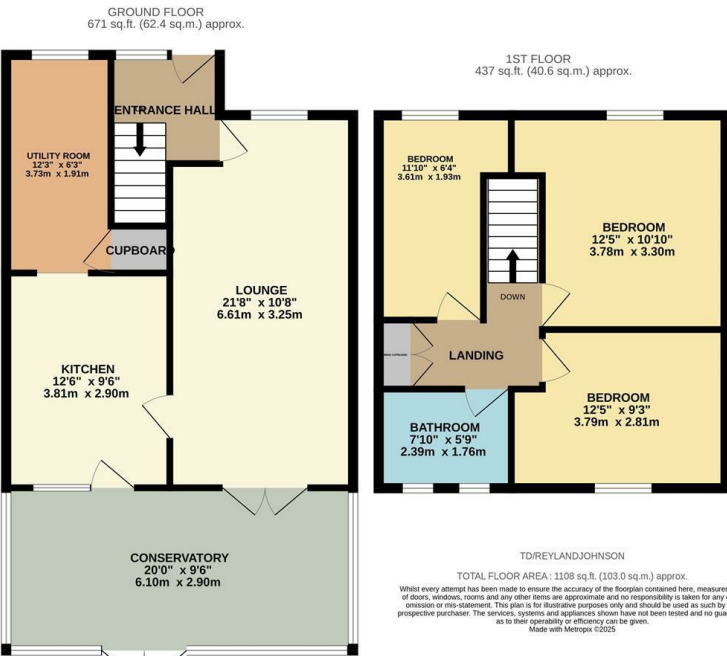 GROUND FLOOR
671 sq.ft. (62.4 sq.m.) approx.
ENTRANCE HALL
UTILITY ROOM
12'3" x 6'3"
3.73m x 1.91m
CUPBOARD
LOUNGE
21'8" x 10'8"
6.61m x 3.25m
KITCHEN
12'6" x 9'6"
3.81m x 2.90m
CONSERVATORY
20'0" x 9'6"
6.10m x 2.90m
1ST FLOOR
437 sq.ft. (40.6 sq.m.) approx.
BEDROOM
11'10" x 6'4"
3.61m x 1.93m
BEDROOM
12'5" x 10'10"
3.78m x 3.30m
DOWN
LANDING
BEDROOM
12'5" x 9'3"
3.79m x 2.81m
BATHROOM
7'10" x 5'9"
2.39m x 1.76m
TD/REYLANDJOHNSON
TOTAL FLOOR AREA : 1108 sq.ft. (103.0 sq.m.) approx.
Whilst every attempt has been made to ensure the accuracy of the floorplan contained here, measurem
of doors, windows, rooms and any other items are approximate and no responsibility is taken for any e
omission or mis-statement. This plan is for illustrative purposes only and should be used as such by
prospective purchaser. The services, systems and appliances shown have not been tested and no gua
as to their operability or efficiency can be given.
Made with Metropix ©2025